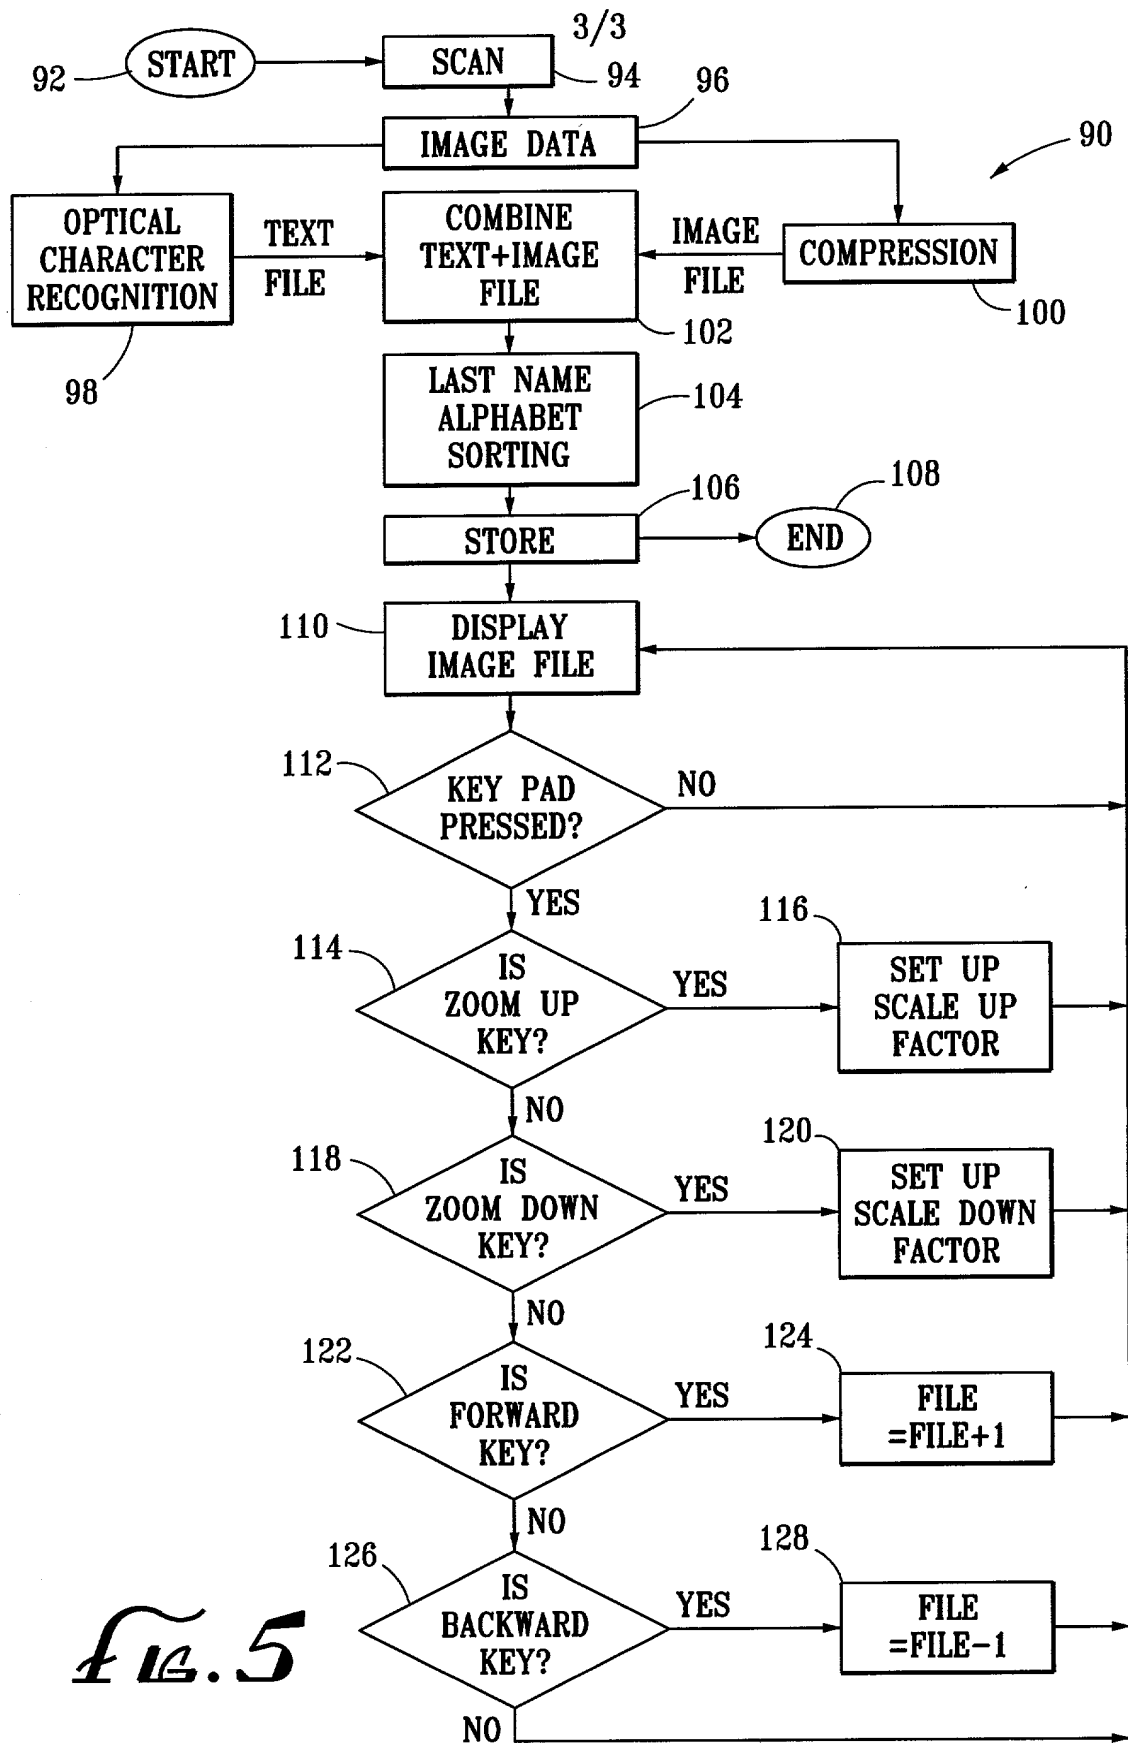 3/3
START
SCAN
92
94
96
IMAGE DATA
90
OPTICAL
CHARACTER
RECOGNITION
TEXT
FILE
COMBINE
TEXT+IMAGE
FILE
IMAGE
FILE
COMPRESSION
100
98
102
LAST NAME
ALPHABET
SORTING
104
106
108
STORE
END
110
DISPLAY
IMAGE FILE
112
KEY PAD
PRESSED?
NO
YES
114
IS
ZOOM UP
KEY?
YES
116
SET UP
SCALE UP
FACTOR
NO
118
IS
ZOOM DOWN
KEY?
YES
120
SET UP
SCALE DOWN
FACTOR
NO
122
IS
FORWARD
KEY?
YES
124
FILE
=FILE+1
NO
126
IS
BACKWARD
KEY?
YES
128
FILE
=FILE-1
NO
FIG. 5